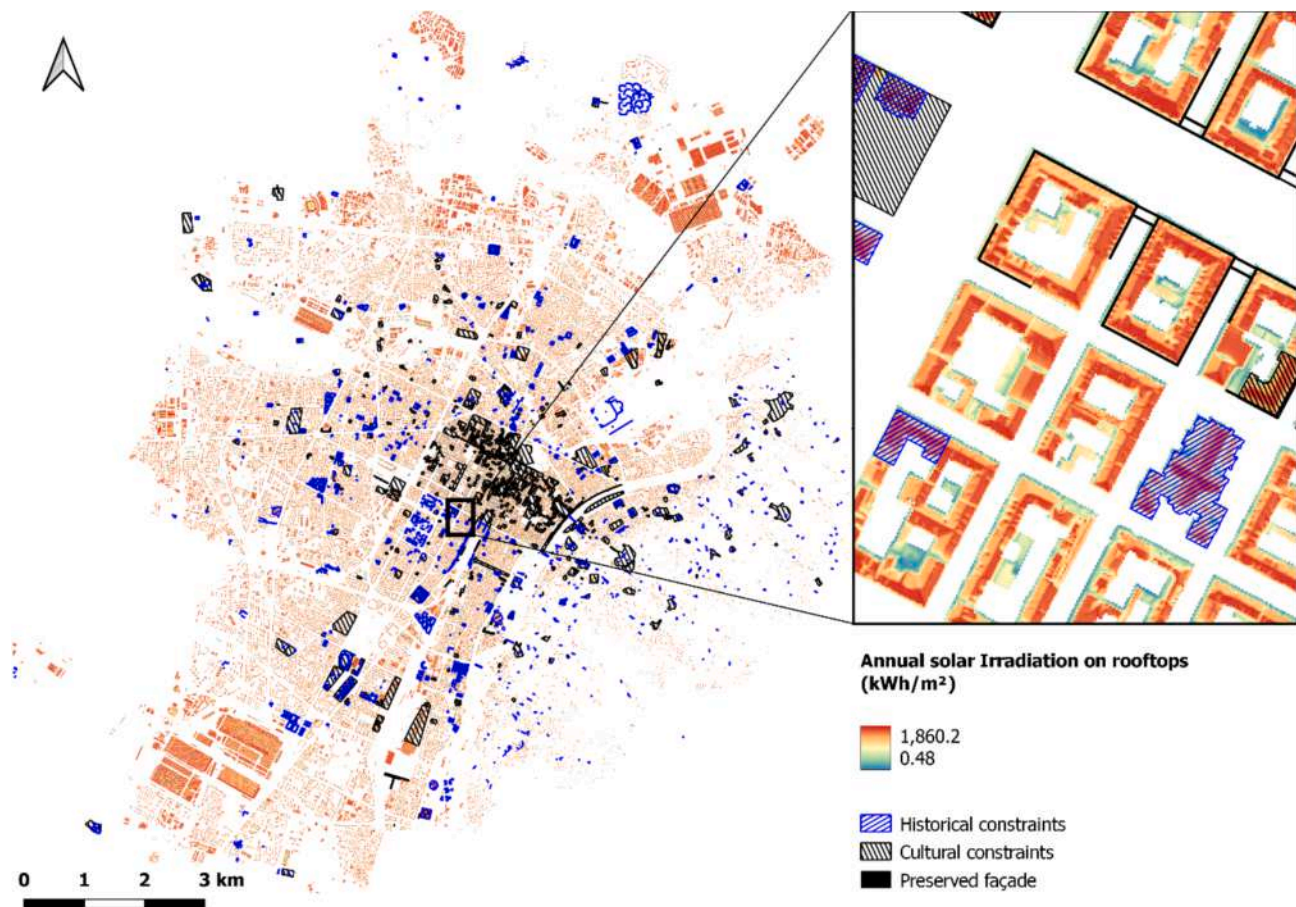 Annual solar Irradiation on rooftops
(kWh/m²)
1,860.2
0.48
Historical constraints
Cultural constraints
Preserved façade
0 1 2 3 km